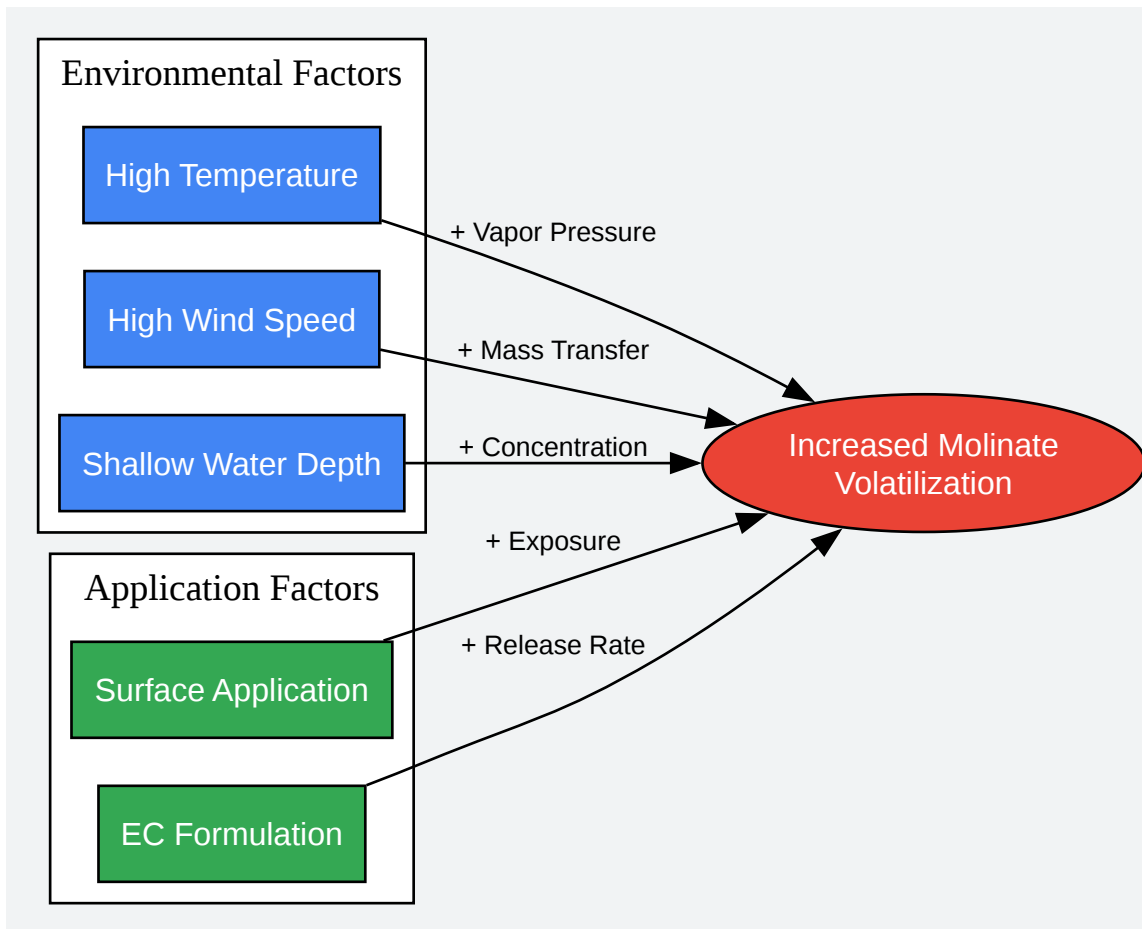 Environmental Factors
High Temperature
+ Vapor Pressure
High Wind Speed
+ Mass Transfer
Shallow Water Depth
+ Concentration
Increased Molinate
Volatilization
+ Exposure
Application Factors
Surface Application
+ Release Rate
EC Formulation